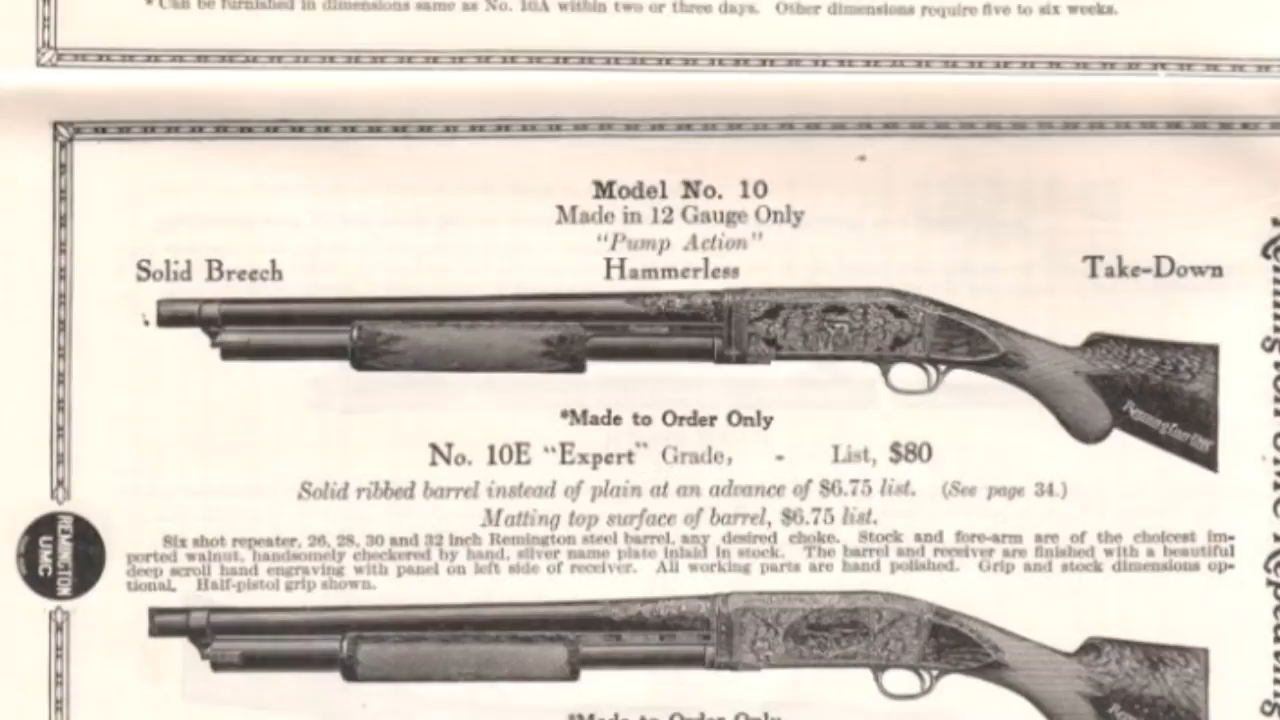 *Can be furnished in dimensions same as No. 10A within two or three days. Other dimensions require five to six weeks.
Model No. 10
Made in 12 Gauge Only
"Pump Action"
Solid Breech Hammerless Take-Down
*Made to Order Only
No. 10E "Expert" Grade, - List, $80
Solid ribbed barrel instead of plain at an advance of $6.75 list. (See page 34.)
Matting top surface of barrel, $6.75 list.
Six shot repeater, 26, 28, 30 and 32 inch Remington steel barrel, any desired choke. Stock and fore-arm are of the choicest im-
ported walnut, handsomely checkered by hand, silver name plate inlaid in stock. The barrel and receiver are finished with a beautiful
deep scroll hand engraving with panel on left side of receiver. All working parts are hand polished. Grip and stock dimensions op-
tional. Half-pistol grip shown.
REMINGTON
UMC
*Made to Order Only